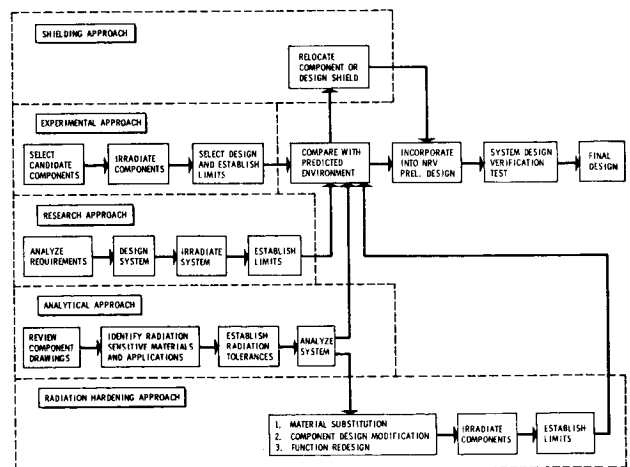 SHIELDING APPROACH
RELOCATE
COMPONENT OR
DESIGN SHIELD
EXPERIMENTAL APPROACH
SELECT
CANDIDATE
COMPONENTS
IRRADIATE
COMPONENTS
SELECT DESIGN
AND ESTABLISH
LIMITS
COMPARE WITH
PREDICTED
ENVIRONMENT
INCORPORATE
INTO NRV
PREL. DESIGN
SYSTEM DESIGN
VERIFICATION
TEST
FINAL
DESIGN
RESEARCH APPROACH
ANALYZE
REQUIREMENTS
DESIGN
SYSTEM
IRRADIATE
SYSTEM
ESTABLISH
LIMITS
ANALYTICAL APPROACH
REVIEW
COMPONENT
DRAWINGS
IDENTIFY RADIATION
SENSITIVE MATERIALS
AND APPLICATIONS
ESTABLISH
RADIATION
TOLERANCES
ANALYZE
SYSTEM
RADIATION HARDENING APPROACH
1. MATERIAL SUBSTITUTION
2. COMPONENT DESIGN MODIFICATION
3. FUNCTION REDESIGN
IRRADIATE
COMPONENTS
ESTABLISH
LIMITS